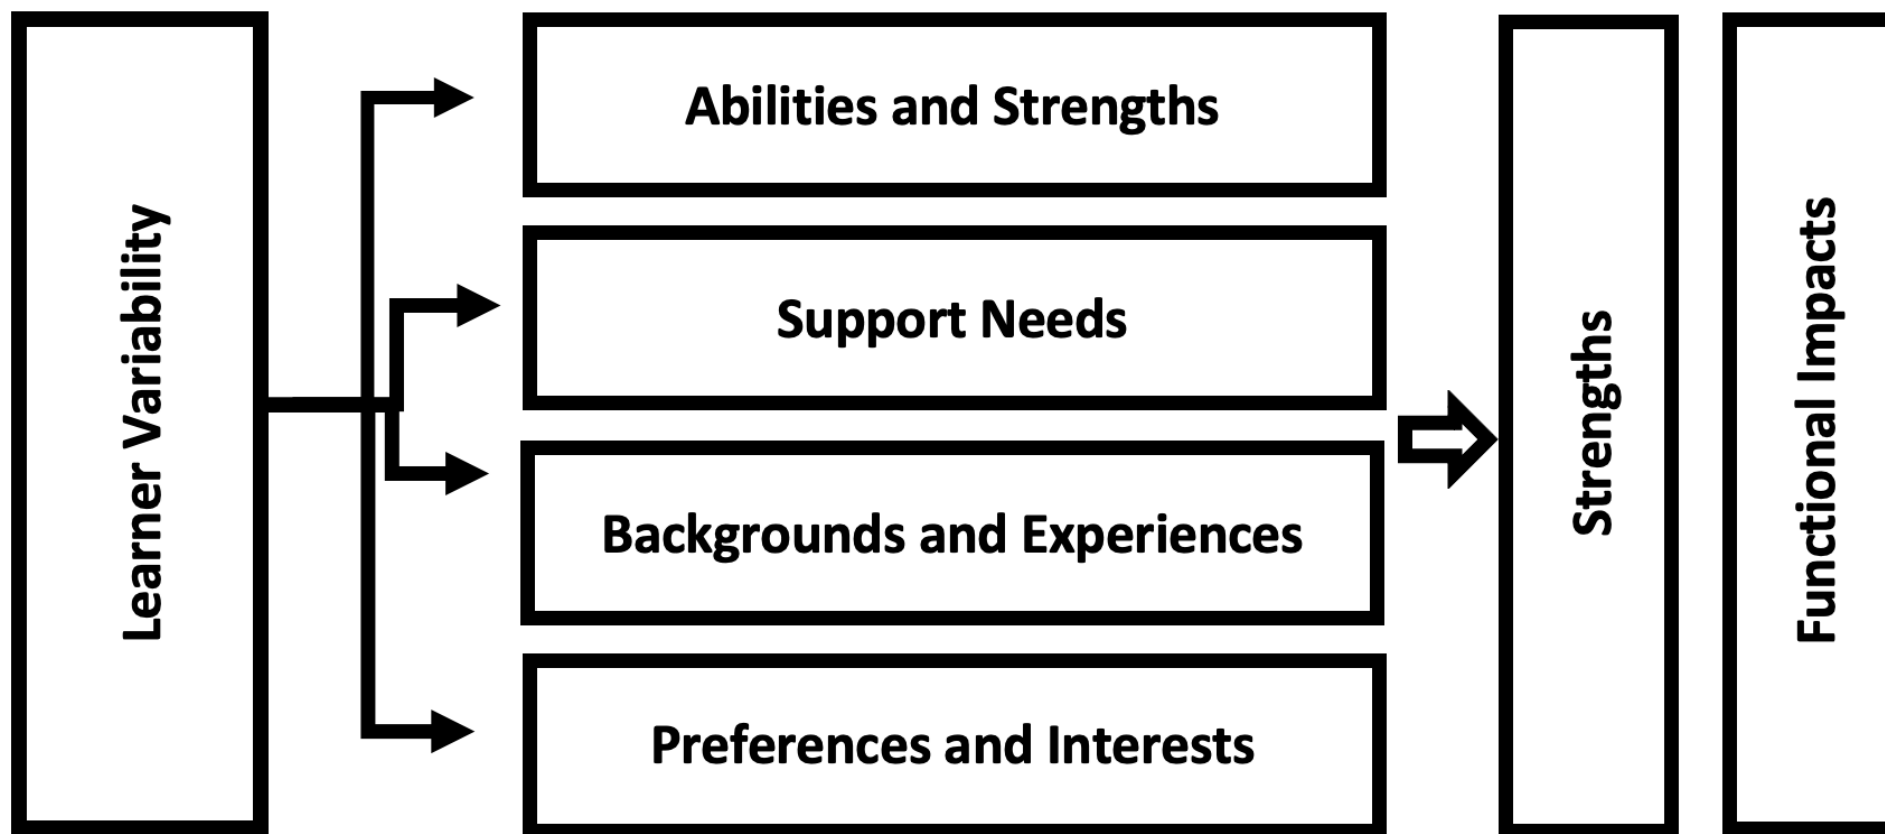 Learner Variability
Abilities and Strengths
Support Needs
Backgrounds and Experiences
Preferences and Interests
Strengths
Functional Impacts